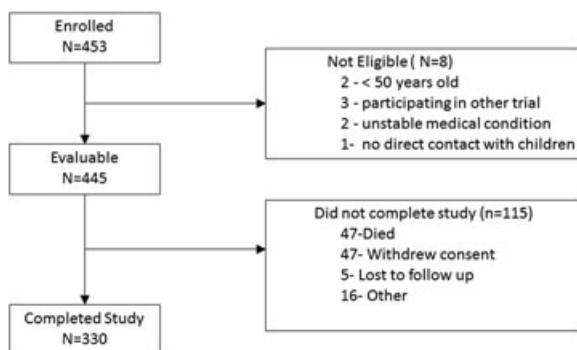 Enrolled
N=453
Not Eligible ( N=8)
2 - < 50 years old
3 - participating in other trial
2 - unstable medical condition
1- no direct contact with children
Evaluable
N=445
Did not complete study (n=115)
47-Died
47- Withdrew consent
5- Lost to follow up
16- Other
Completed Study
N=330